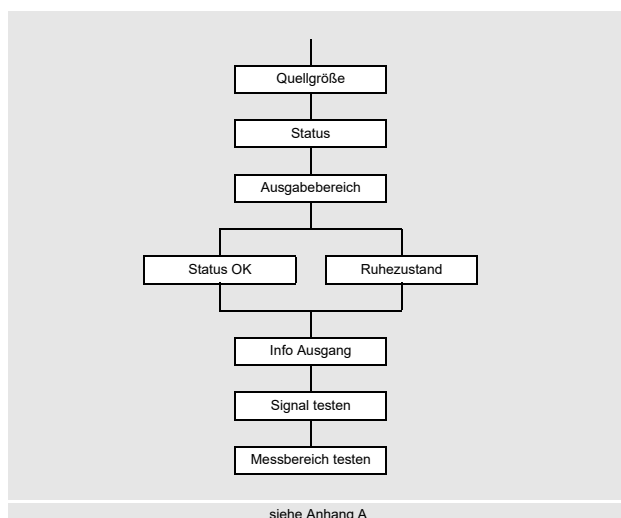 Quellgröße
Status
Ausgabebereich
Status OK
Ruhezustand
Info Ausgang
Signal testen
Messbereich testen
siehe Anhang A